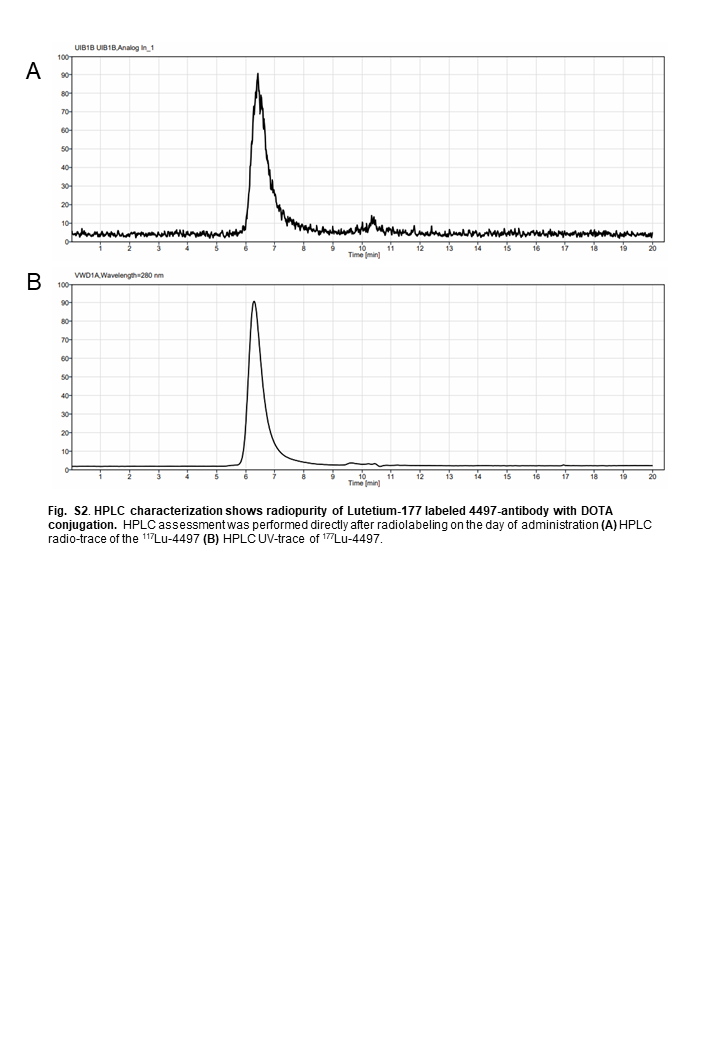 UIB1B UIB1B,Analog In_1
A
100
90
80
70
60
50
40
30
20
10
0
1 2 3 4 5 6 7 8 9 10 11 12 13 14 15 16 17 18 19 20
Time [min]
B
VWD1A,Wavelength=280 nm
100
90
80
70
60
50
40
30
20
10
0
1 2 3 4 5 6 7 8 9 10 11 12 13 14 15 16 17 18 19 20
Time [min]
Fig. S2. HPLC characterization shows radiopurity of Lutetium-177 labeled 4497-antibody with DOTA
conjugation. HPLC assessment was performed directly after radiolabeling on the day of administration (A) HPLC
radio-trace of the ¹¹⁷Lu-4497 (B) HPLC UV-trace of ¹⁷⁷Lu-4497.